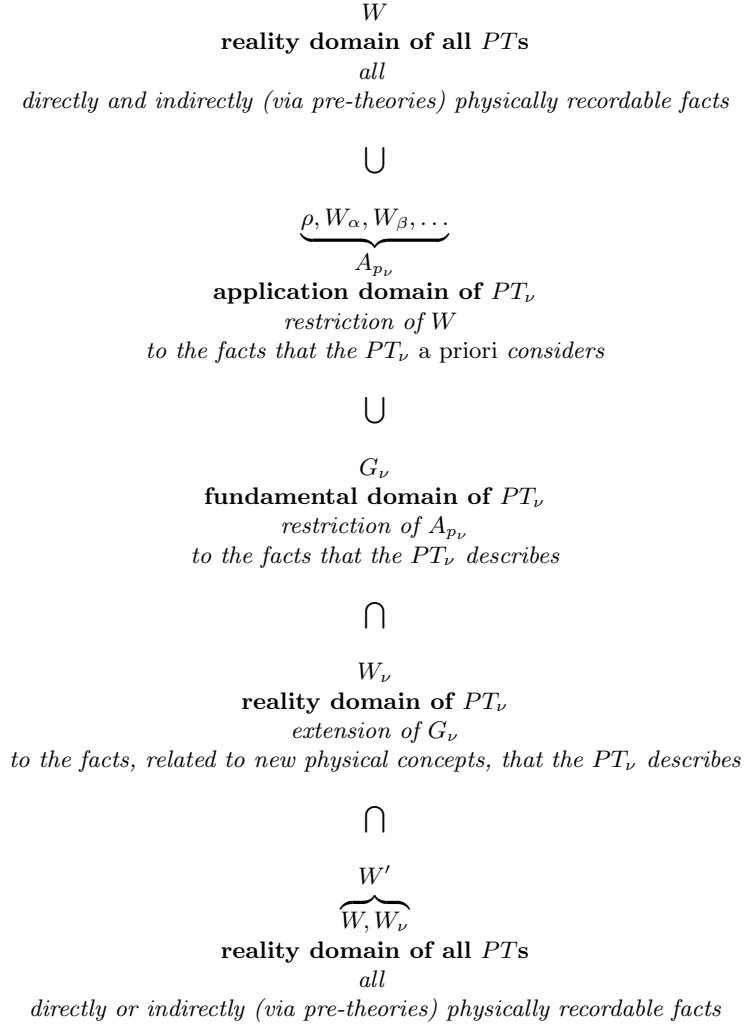 W
reality domain of all PTs
all
directly and indirectly (via pre-theories) physically recordable facts
⋃
ρ, W_α, W_β, …
A_{p_ν}
application domain of PT_ν
restriction of W
to the facts that the PT_ν a priori considers
⋃
G_ν
fundamental domain of PT_ν
restriction of A_{p_ν}
to the facts that the PT_ν describes
⋂
W_ν
reality domain of PT_ν
extension of G_ν
to the facts, related to new physical concepts, that the PT_ν describes
⋂
W′
W, W_ν
reality domain of all PTs
all
directly or indirectly (via pre-theories) physically recordable facts